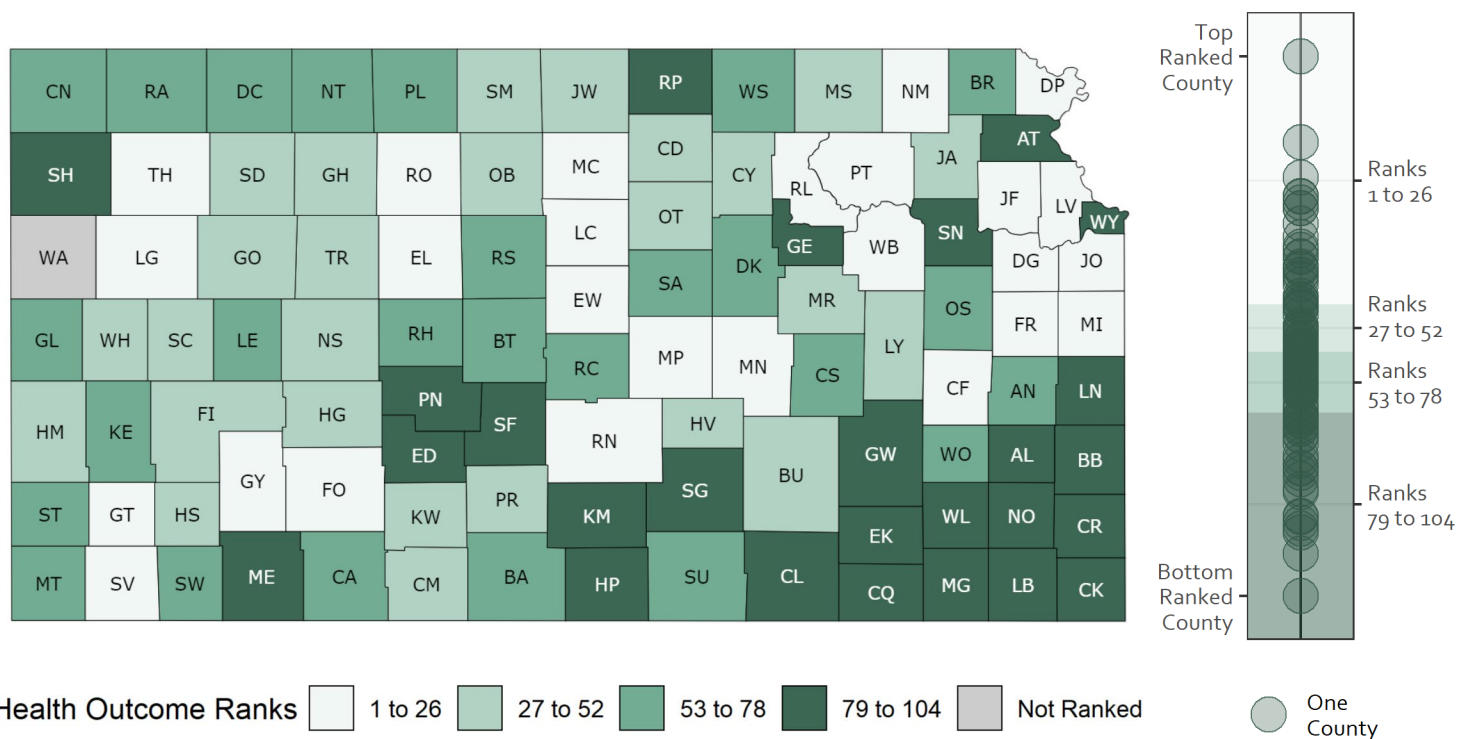 CN RA DC NT PL SM JW RP WS MS NM BR DP
SH TH SD GH RO OB MC CD CY RL PT JA AT
JF LV WY
WA LG GO TR EL RS LC OT DK GE WB SN DG JO
EW SA MR OS FR MI
GL WH SC LE NS RH BT RC MP MN CS LY CF AN LN
HM KE FI HG PN SF RN HV BU GW WO AL BB
ED
GY FO SG
ST GT HS KW PR KM EK WL NO CR
MT SV SW ME CA CM BA HP SU CL CQ MG LB CK
Top
Ranked
County
Ranks
1 to 26
Ranks
27 to 52
Ranks
53 to 78
Ranks
79 to 104
Bottom
Ranked
County
Health Outcome Ranks 1 to 26 27 to 52 53 to 78 79 to 104 Not Ranked
One
County